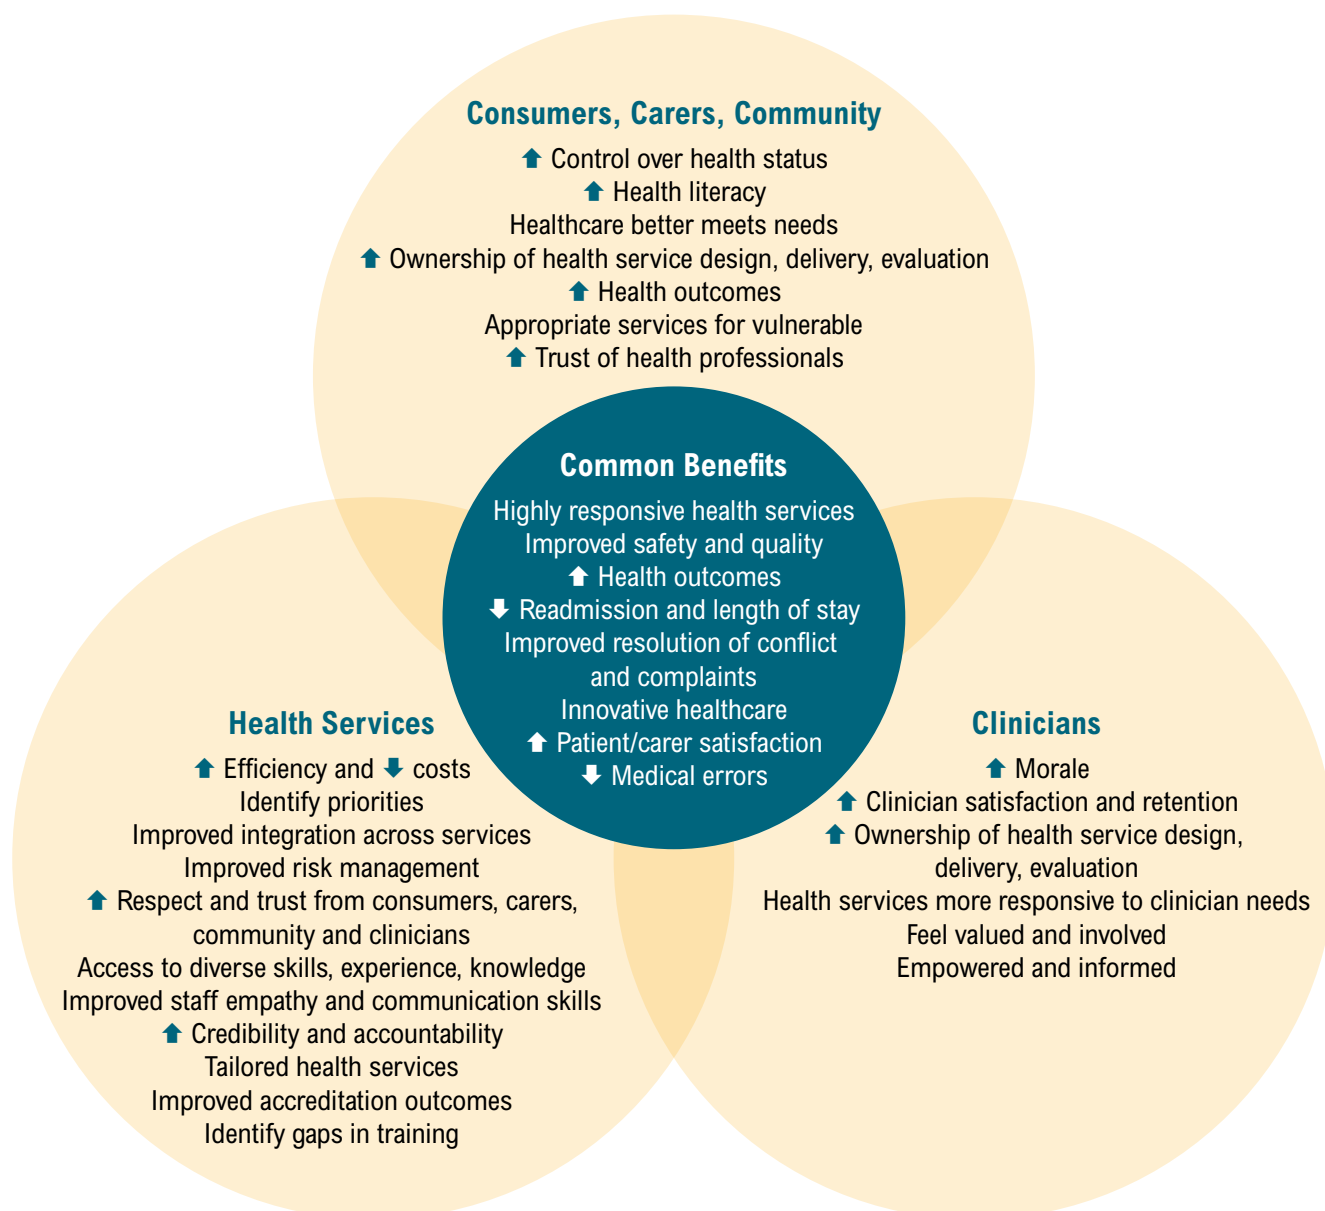 Consumers, Carers, Community
⬆ Control over health status
⬆ Health literacy
Healthcare better meets needs
⬆ Ownership of health service design, delivery, evaluation
⬆ Health outcomes
Appropriate services for vulnerable
⬆ Trust of health professionals
Common Benefits
Highly responsive health services
Improved safety and quality
⬆ Health outcomes
⬇ Readmission and length of stay
Improved resolution of conflict
and complaints
Innovative healthcare
⬆ Patient/carer satisfaction
⬇ Medical errors
Health Services
⬆ Efficiency and ⬇ costs
Identify priorities
Improved integration across services
Improved risk management
⬆ Respect and trust from consumers, carers,
community and clinicians
Access to diverse skills, experience, knowledge
Improved staff empathy and communication skills
⬆ Credibility and accountability
Tailored health services
Improved accreditation outcomes
Identify gaps in training
Clinicians
⬆ Morale
⬆ Clinician satisfaction and retention
⬆ Ownership of health service design,
delivery, evaluation
Health services more responsive to clinician needs
Feel valued and involved
Empowered and informed